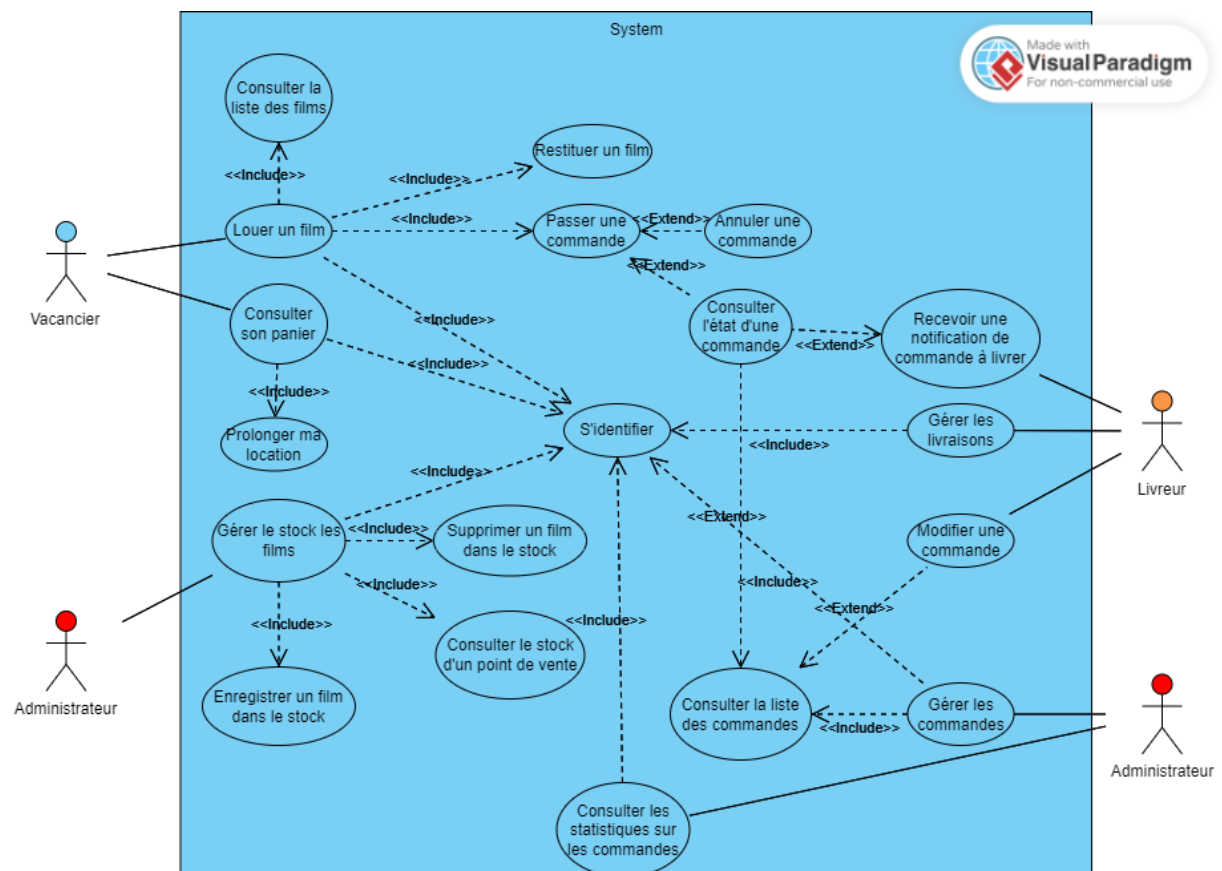 System
Made with
Visual Paradigm
For non-commercial use
Consulter la
liste des films
<<Include>>
Restituer un film
<<Include>>
<<Include>>
Louer un film
Passer une
commande
<<Extend>>
Annuler une
commande
<<Extend>>
Vacancier
Consulter
son panier
<<Include>>
Consulter
l'état d'une
commande
<<Extend>>
Recevoir une
notification de
commande à livrer
<<Include>>
<<Include>>
Prolonger ma
location
S'identifier
<<Include>>
Gérer les
livraisons
Livreur
<<Include>>
Gérer le stock les
films
<<Include>>
Supprimer un film
dans le stock
<<Extend>>
Modifier une
commande
<<Include>>
<<Include>>
<<Extend>>
<<Include>>
<<Include>>
Consulter le stock
d'un point de vente
Administrateur
Enregistrer un film
dans le stock
Consulter la liste
des commandes
<<Include>>
Gérer les
commandes
Administrateur
Consulter les
statistiques sur
les commandes